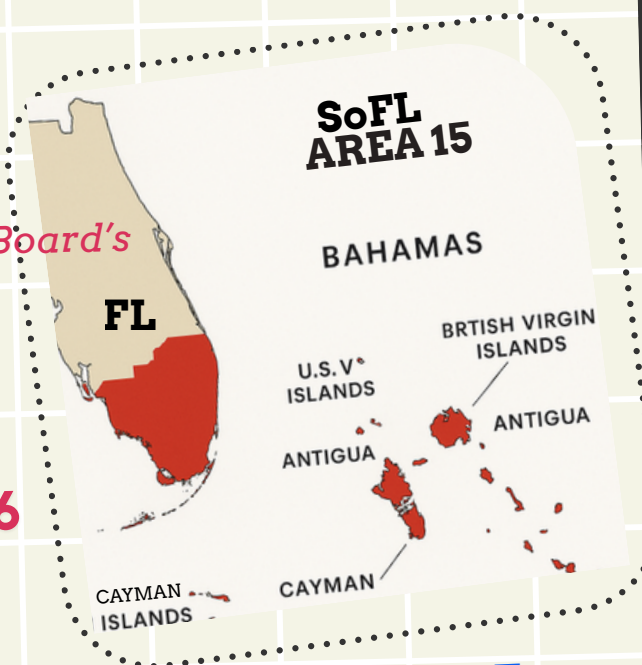 SoFL
AREA 15
Board's
BAHAMAS
FL
BRTISH VIRGIN
ISLANDS
U.S.V
ISLANDS
ANTIGUA
ANTIGUA
6
CAYMAN
CAYMAN
ISLANDS